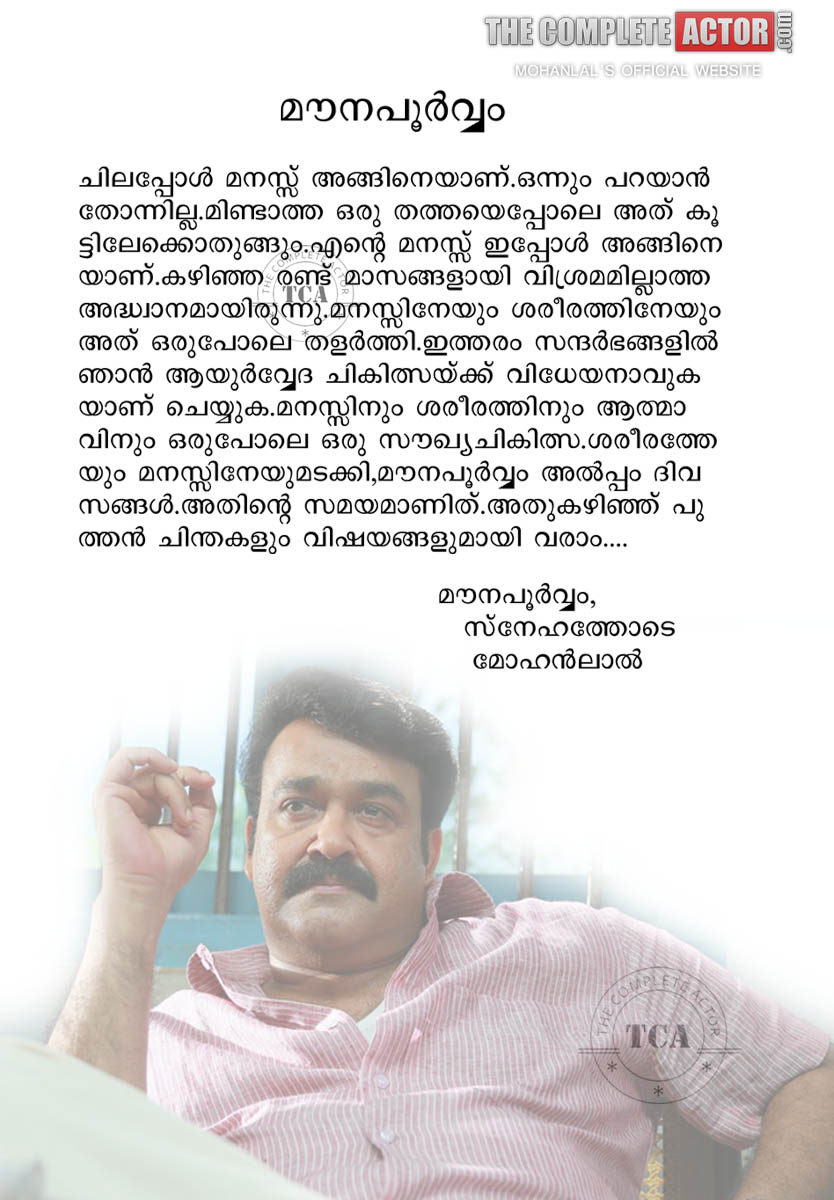 THE COMPLETE ACTOR.com
MOHANLAL'S OFFICIAL WEBSITE
മൗനപൂർവ്വം
ചിലപ്പോൾ മനസ്സ് അങ്ങിനെയാണ്.ഒന്നും പറയാൻ
തോന്നില്ല.മിണ്ടാത്ത ഒരു തത്തയെപ്പോലെ അത് കൂ
ട്ടിലേക്കൊതുങ്ങും.എന്റെ മനസ്സ് ഇപ്പോൾ അങ്ങിനെ
യാണ്.കഴിഞ്ഞ രണ്ട് മാസങ്ങളായി വിശ്രമമില്ലാത്ത
അദ്ധ്വാനമായിരുന്നു.മനസ്സിനേയും ശരീരത്തിനേയും
അത് ഒരുപോലെ തളർത്തി.ഇത്തരം സന്ദർഭങ്ങളിൽ
ഞാൻ ആയുർവ്വേദ ചികിത്സയ്ക്ക് വിധേയനാവുക
യാണ് ചെയ്യുക.മനസ്സിനും ശരീരത്തിനും ആത്മാ
വിനും ഒരുപോലെ ഒരു സൗഖ്യചികിത്സ.ശരീരത്തേ
യും മനസ്സിനേയുമടക്കി,മൗനപൂർവ്വം അൽപ്പം ദിവ
സങ്ങൾ.അതിന്റെ സമയമാണിത്.അതുകഴിഞ്ഞ് പു
ത്തൻ ചിന്തകളും വിഷയങ്ങളുമായി വരാം....
മൗനപൂർവ്വം,
സ്നേഹത്തോടെ
മോഹൻലാൽ
THE COMPLETE ACTOR
TCA
THE COMPLETE ACTOR
TCA